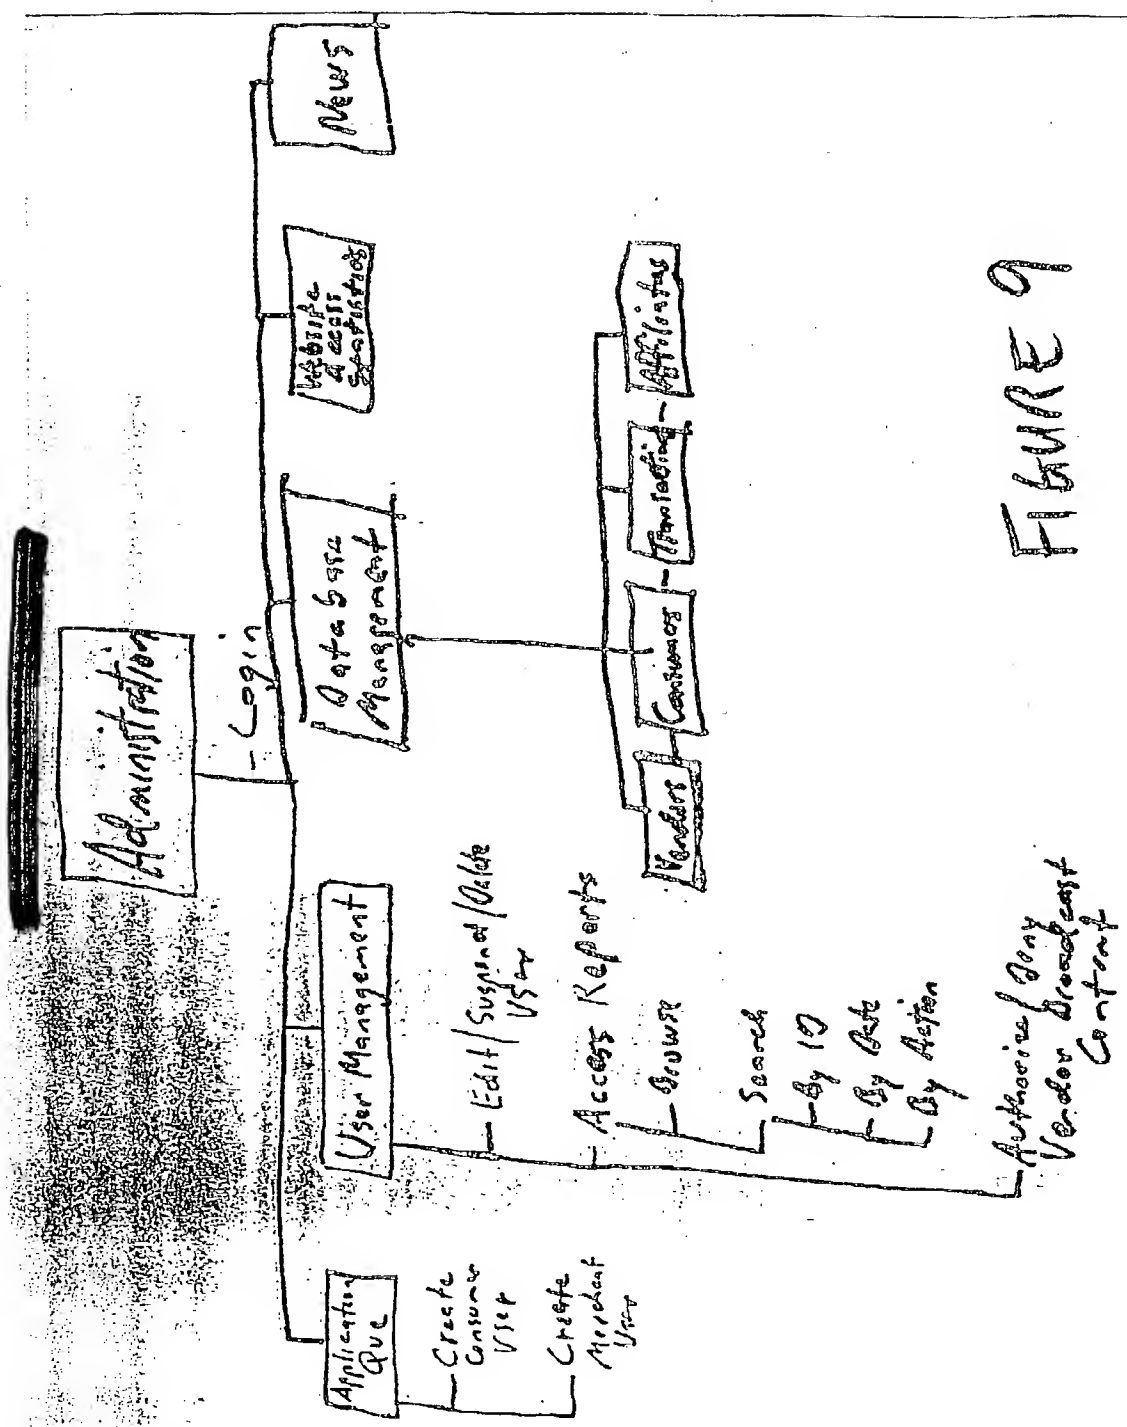 Administration
- Login
Application
Que
User Management
Data base
Management
Website
Access
Statistics
News
Create
Consumer
User
Create
Merchant
User
Edit/Suspend/Delete
User
Access Reports
Browse
Search
By ID
By Date
By Action
Authorize/Deny
Vendor Broadcast
Content
Vendors
Consumers
Affiliates
FIGURE 9